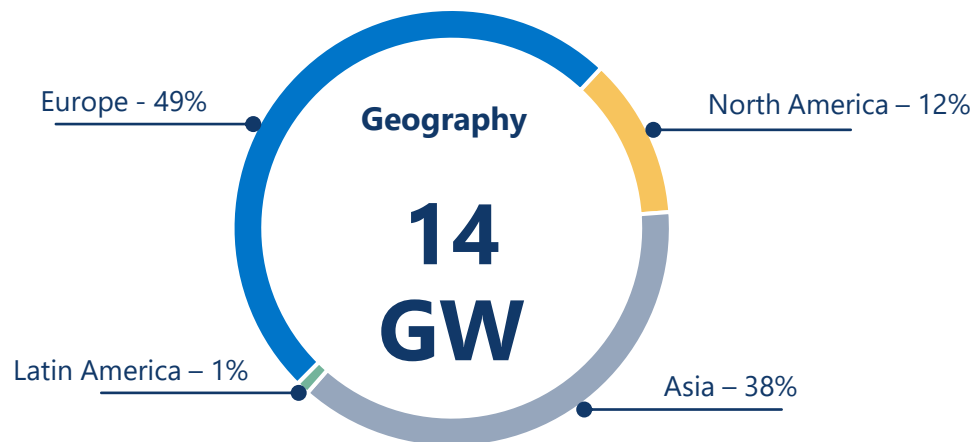 Geography
14
GW
Europe - 49%
North America – 12%
Latin America – 1%
Asia – 38%